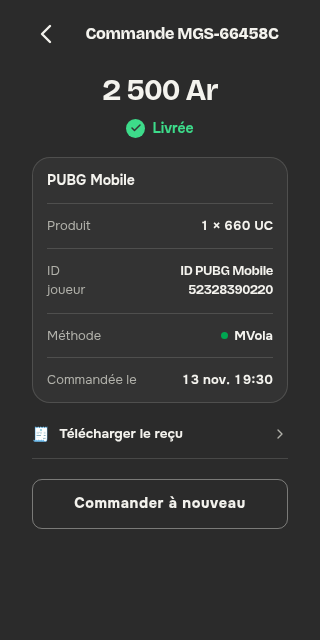 Commande MGS-66458C
2 500 Ar
Livrée
PUBG Mobile
Produit 1 × 660 UC
ID joueur ID PUBG Mobile 52328390220
Méthode MVola
Commandée le 13 nov. 19:30
Télécharger le reçu
Commander à nouveau